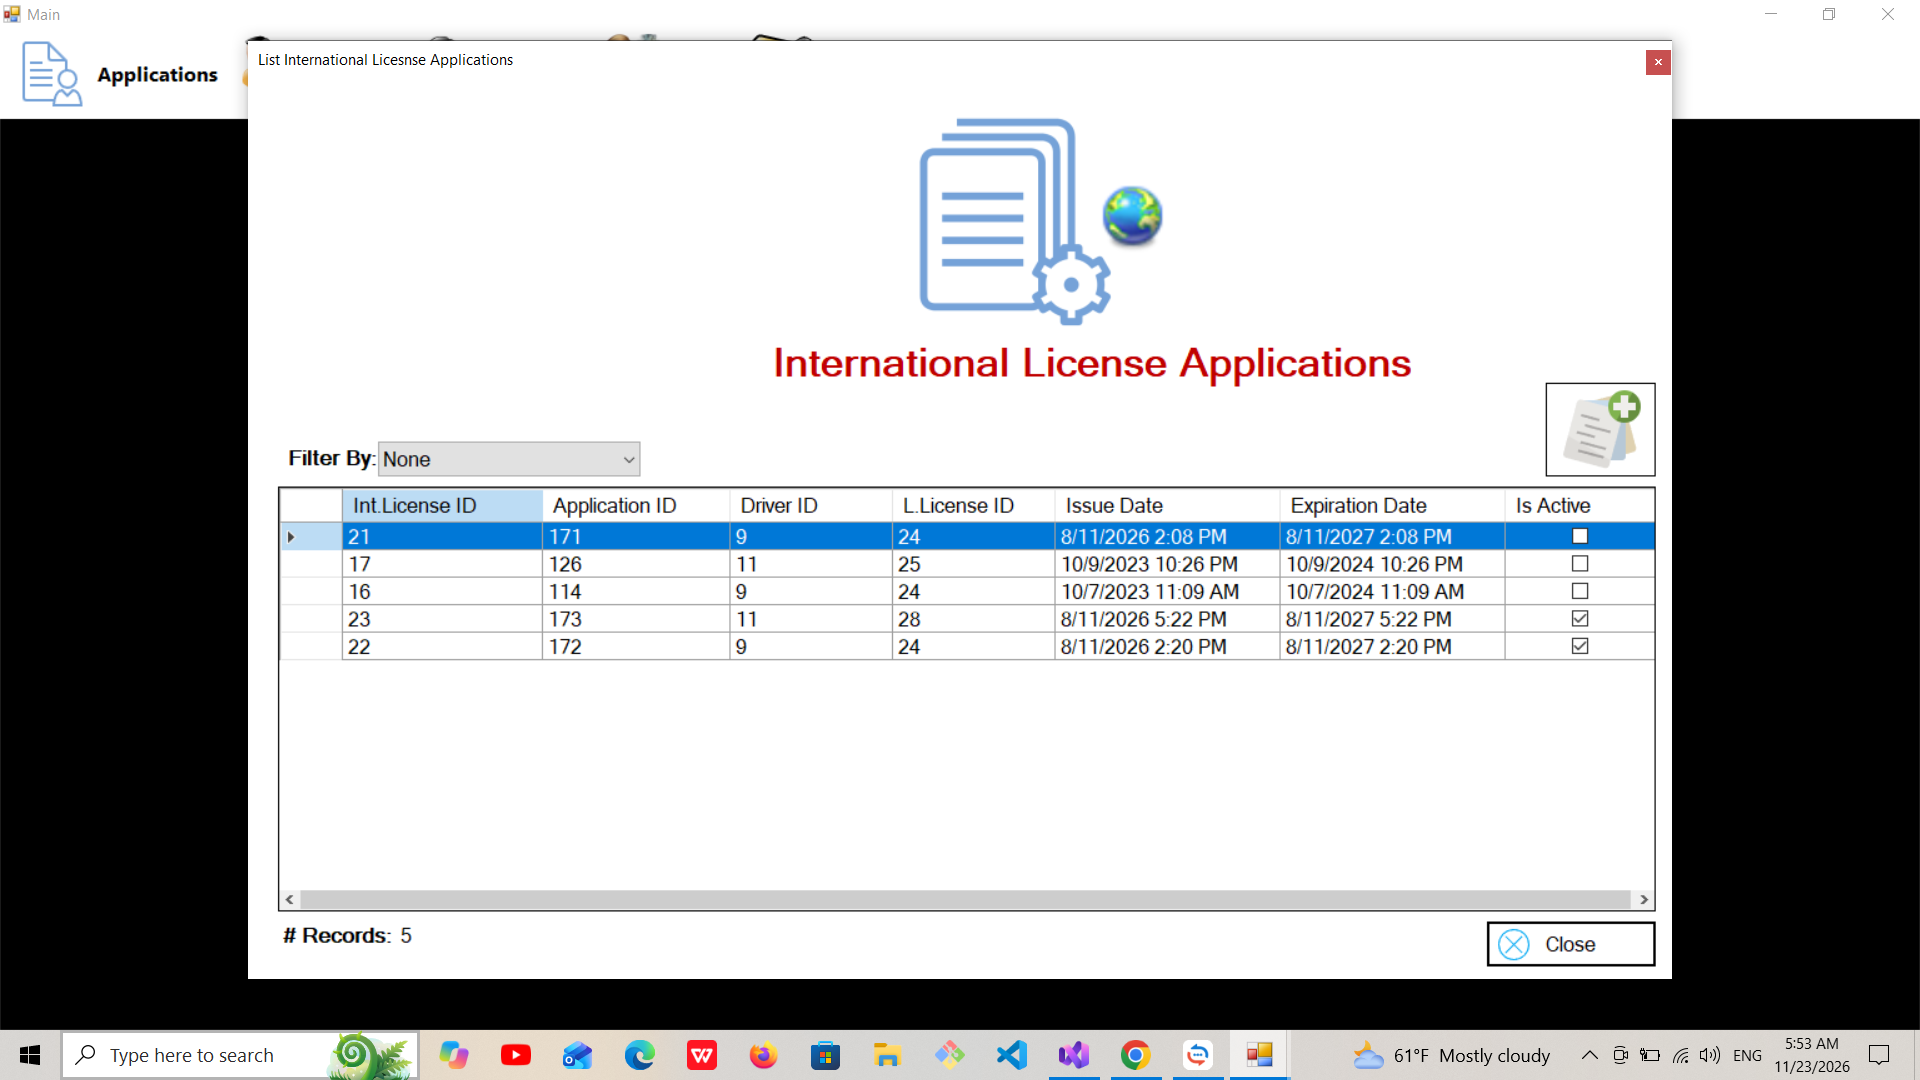 Main
Applications
List International Licesnse Applications
International License Applications
Filter By: None
Int.License ID Application ID Driver ID L.License ID Issue Date Expiration Date Is Active
21 171 9 24 8/11/2026 2:08 PM 8/11/2027 2:08 PM
17 126 11 25 10/9/2023 10:26 PM 10/9/2024 10:26 PM
16 114 9 24 10/7/2023 11:09 AM 10/7/2024 11:09 AM
23 173 11 28 8/11/2026 5:22 PM 8/11/2027 5:22 PM
22 172 9 24 8/11/2026 2:20 PM 8/11/2027 2:20 PM
# Records: 5
Close
Type here to search
W
61°F Mostly cloudy
ENG
5:53 AM
11/23/2026